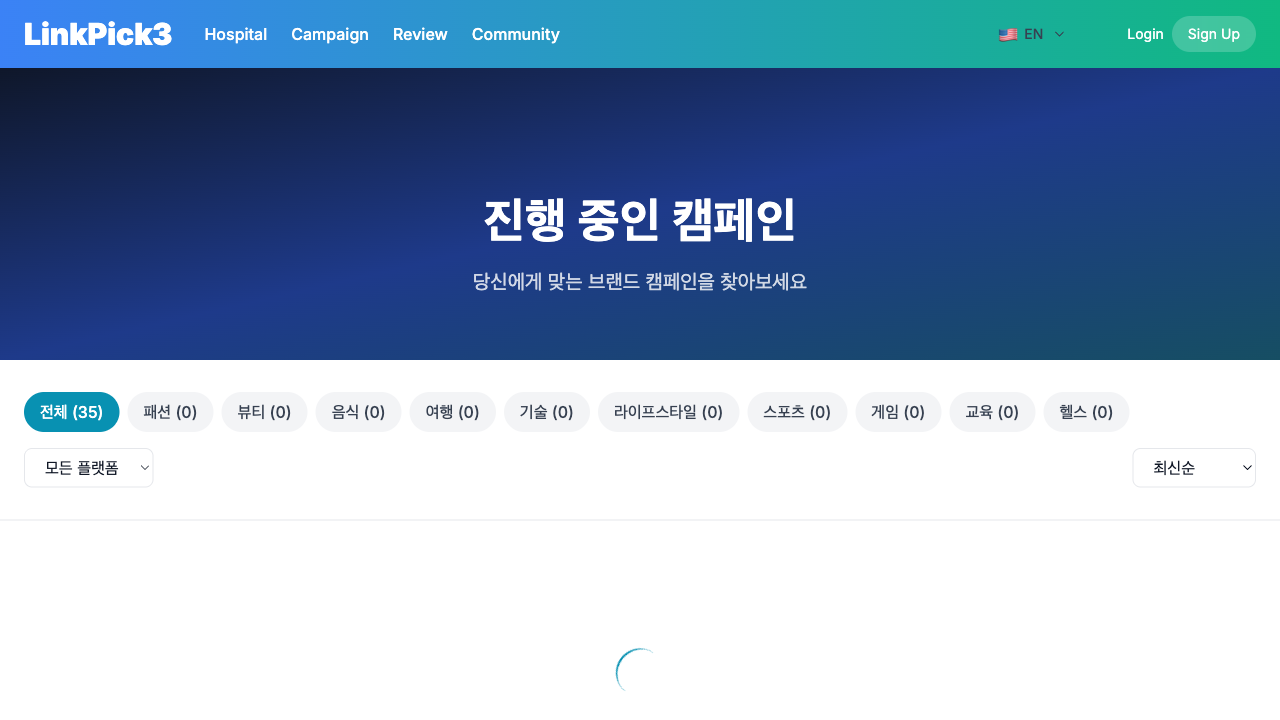 LinkPick3 Hospital Campaign Review Community EN Login Sign Up
진행 중인 캠페인
당신에게 맞는 브랜드 캠페인을 찾아보세요
전체 (35) 패션 (0) 뷰티 (0) 음식 (0) 여행 (0) 기술 (0) 라이프스타일 (0) 스포츠 (0) 게임 (0) 교육 (0) 헬스 (0)
모든 플랫폼 최신순